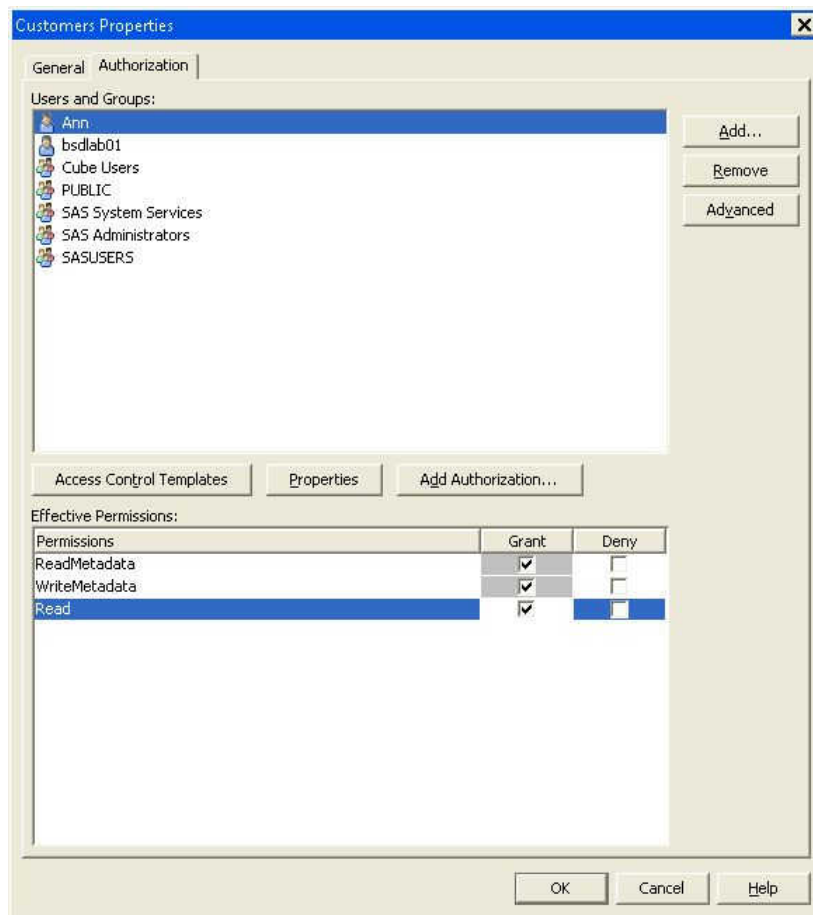 Customers Properties
General Authorization
Users and Groups:
Ann
bsdlab01
Cube Users
PUBLIC
SAS System Services
SAS Administrators
SASUSERS
Add...
Remove
Advanced
Access Control Templates Properties Add Authorization...
Effective Permissions:
Permissions Grant Deny
ReadMetadata
WriteMetadata
Read
OK Cancel Help